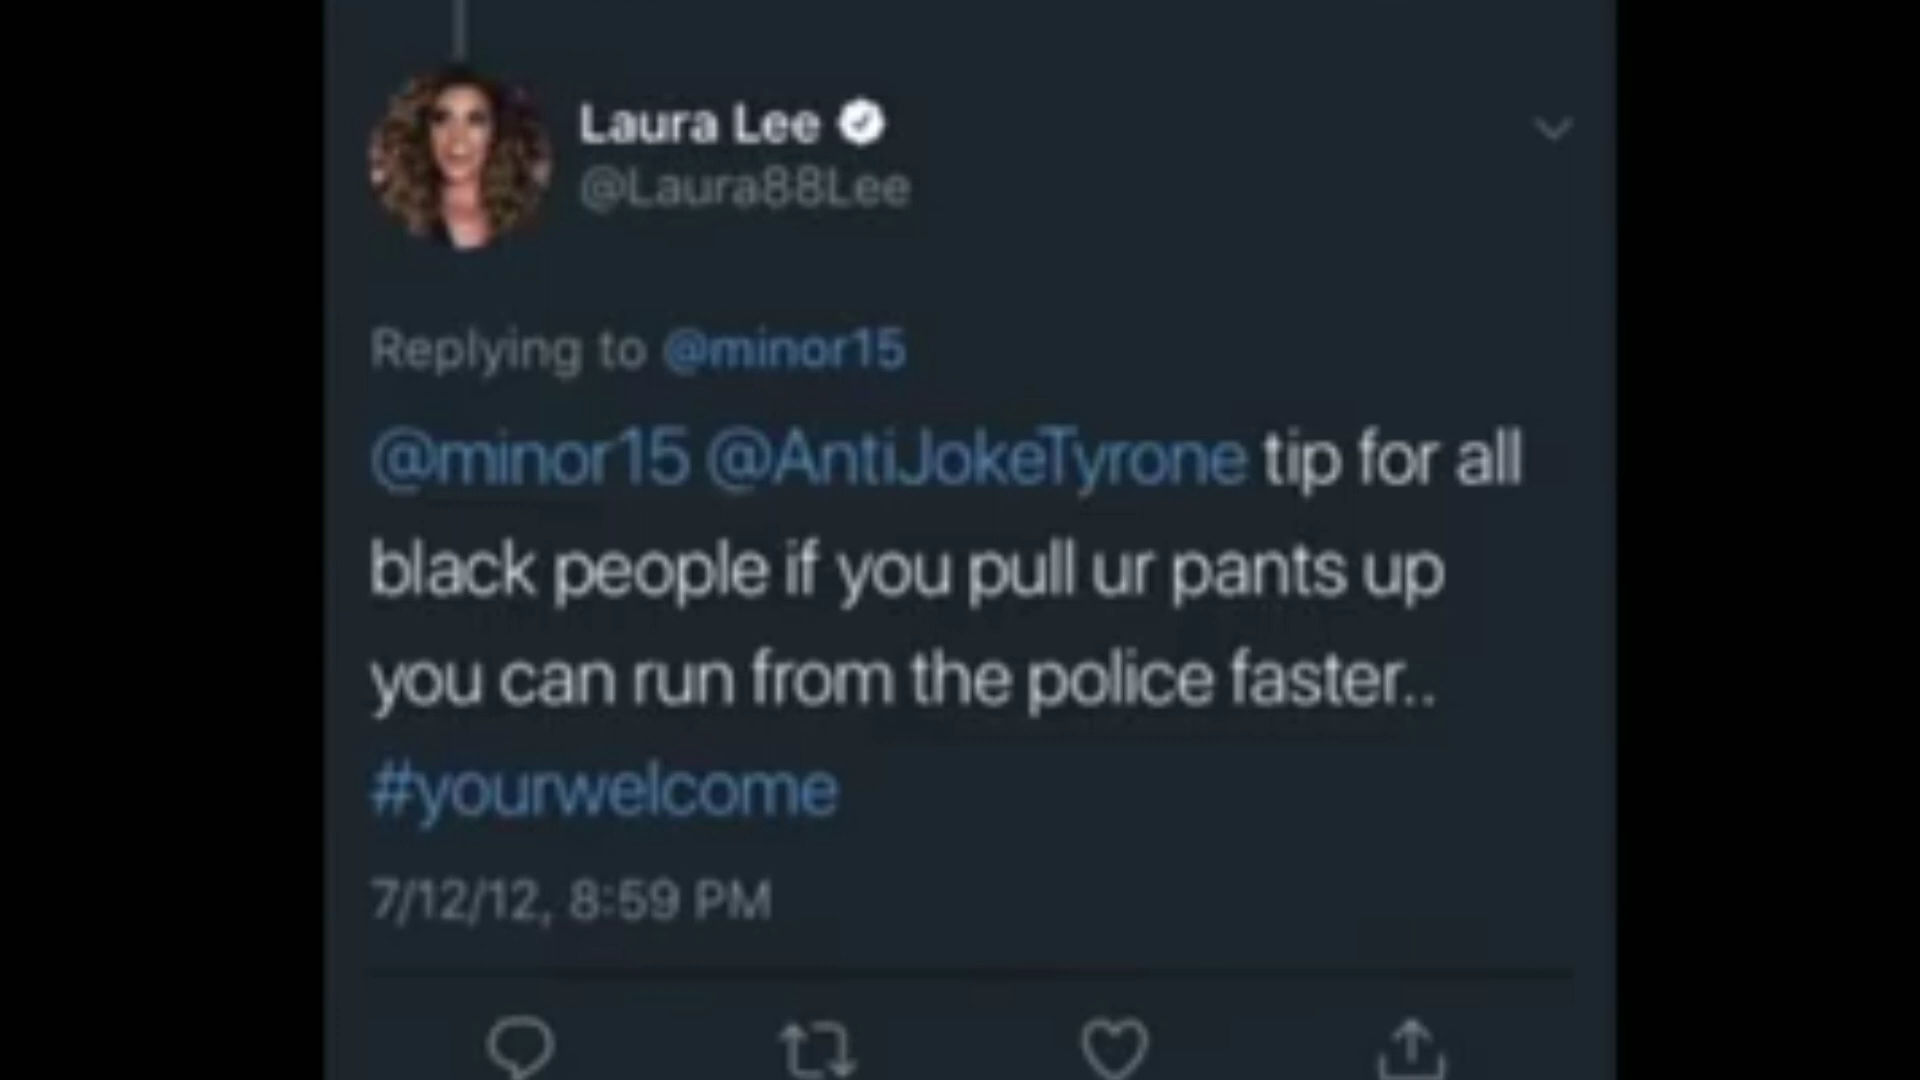 Laura Lee
@Laura88Lee
Replying to @minor15
@minor15 @AntiJokeTyrone tip for all
black people if you pull ur pants up
you can run from the police faster..
#yourwelcome
7/12/12, 8:59 PM